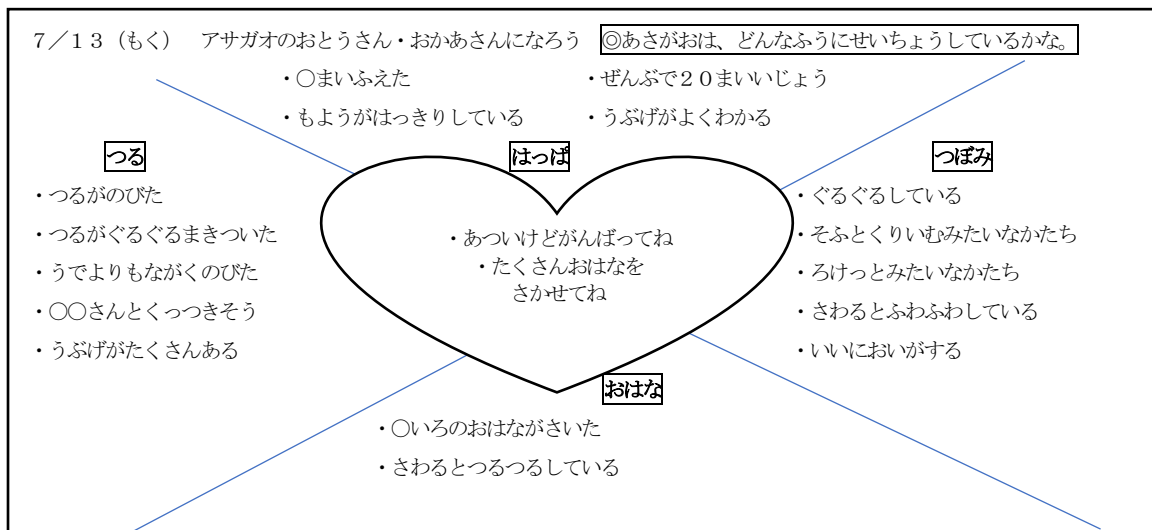 ７／１３（もく）　アサガオのおとうさん・おかあさんになろう　◎あさがおは、どんなふうにせいちょうしているかな。
・○まいふえた
・もようがはっきりしている
・ぜんぶで２０まいいじょう
・うぶげがよくわかる
つる
・つるがのびた
・つるがぐるぐるまきついた
・うでよりもながくのびた
・○○さんとくっつきそう
・うぶげがたくさんある
はっぱ
・あついけどがんばってね
・たくさんおはなを
さかせてね
つぼみ
・ぐるぐるしている
・そふとくりいむみたいなかたち
・ろけっとみたいなかたち
・さわるとふわふわしている
・いいにおいがする
おはな
・○いろのおはながさいた
・さわるとつるつるしている